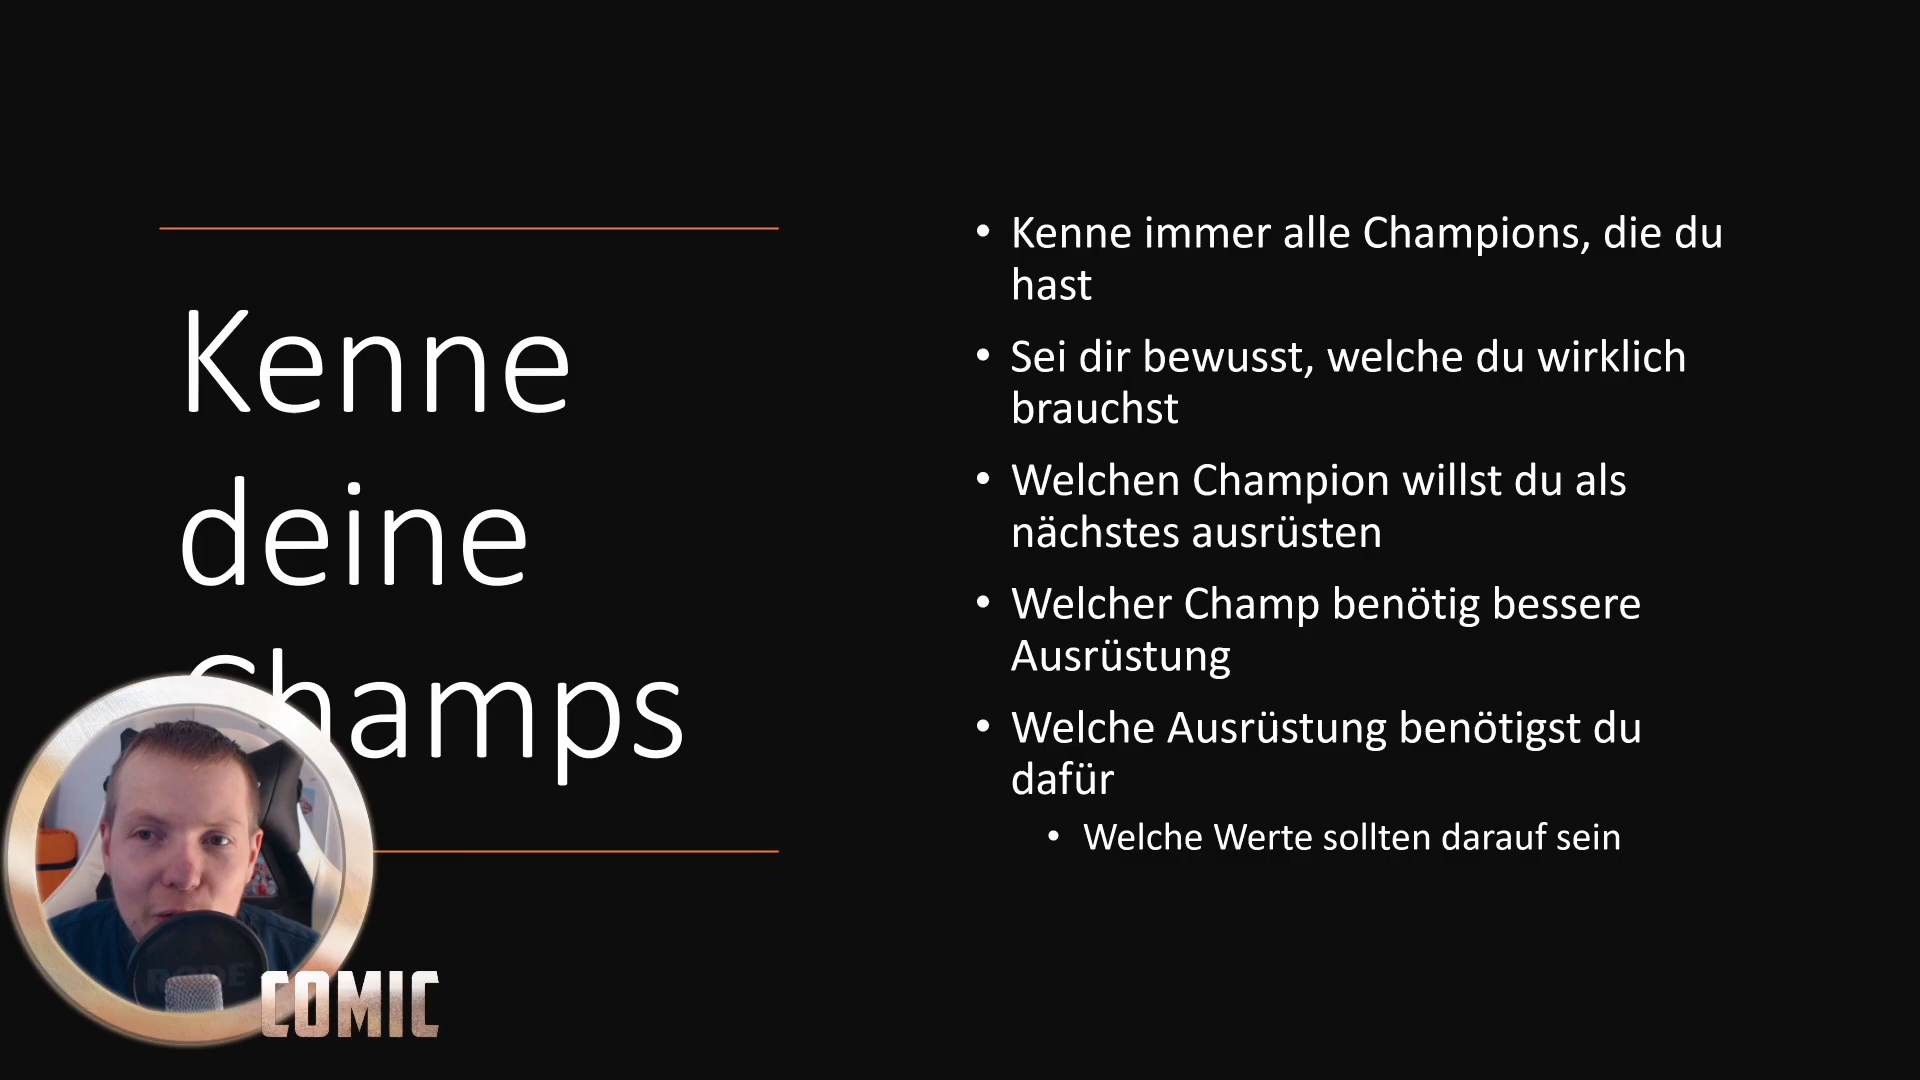 Kenne
deine
Champs
• Kenne immer alle Champions, die du
hast
• Sei dir bewusst, welche du wirklich
brauchst
• Welchen Champion willst du als
nächstes ausrüsten
• Welcher Champ benötig bessere
Ausrüstung
• Welche Ausrüstung benötigst du
dafür
• Welche Werte sollten darauf sein
RODE
COMIC